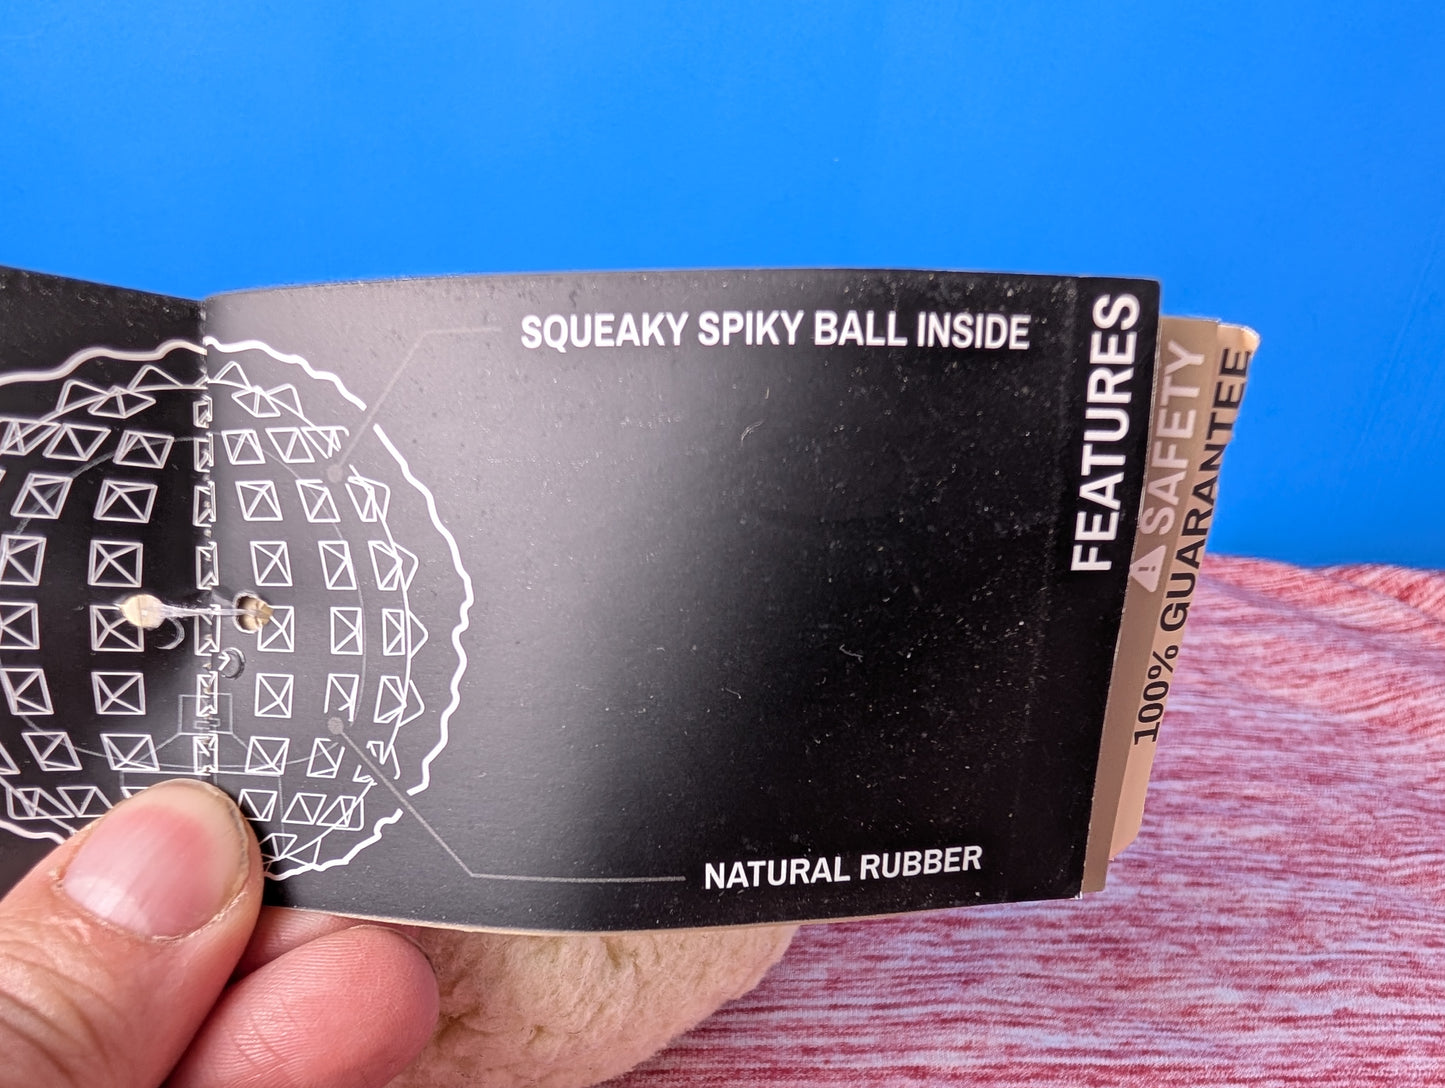 SQUEAKY SPIKY BALL INSIDE
NATURAL RUBBER
FEATURES
SAFETY
100% GUARANTEE